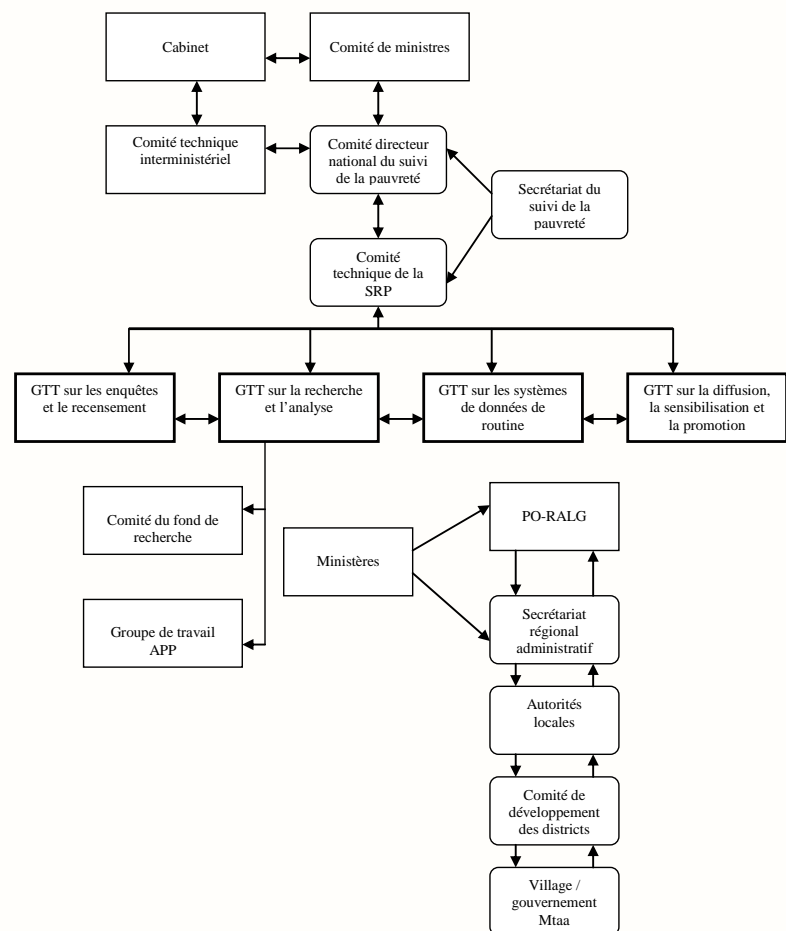 Cabinet
Comité de ministres
Comité technique
interministériel
Comité directeur
national du suivi
de la pauvreté
Secrétariat du
suivi de la
pauvreté
Comité
technique de la
SRP
GTT sur les enquêtes
et le recensement
GTT sur la recherche
et l’analyse
GTT sur les systèmes
de données de
routine
GTT sur la diffusion,
la sensibilisation et
la promotion
Comité du fond de
recherche
Ministères
PO-RALG
Groupe de travail
APP
Secrétariat
régional
administratif
Autorités
locales
Comité de
développement
des districts
Village /
gouvernement
Mtaa